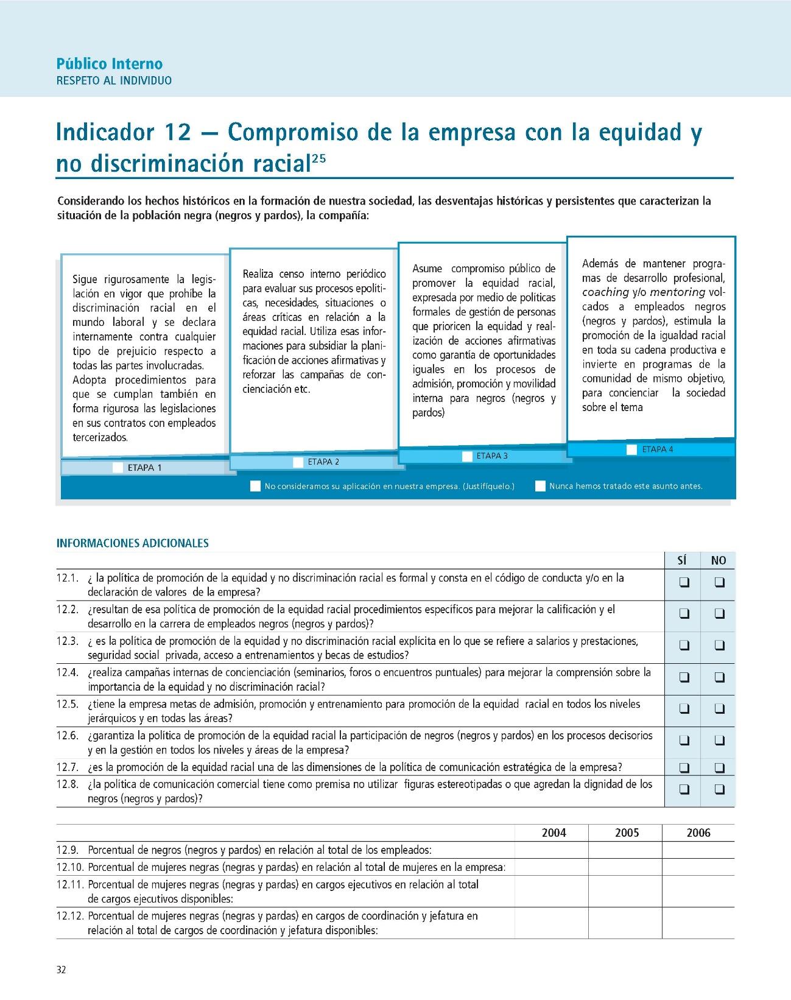 Público Interno
RESPETO AL INDIVIDUO
Indicador 12 — Compromiso de la empresa con la equidad y
no discriminación racial25
Considerando los hechos históricos en la formación de nuestra sociedad, las desventajas históricas y persistentes que caracterizan la
situación de la población negra (negros y pardos), la compañía:
Sigue rigurosamente la legis-
lación en vigor que prohíbe la
discriminación racial en el
mundo laboral y se declara
internamente contra cualquier
tipo de prejuicio respecto a
todas las partes involucradas.
Adopta procedimientos para
que se cumplan también en
forma rigurosa las legislaciones
en sus contratos con empleados
tercerizados.
ETAPA 1
Realiza censo interno periódico
para evaluar sus procesos epolíti-
cas, necesidades, situaciones o
áreas críticas en relación a la
equidad racial. Utiliza esas infor-
maciones para subsidiar la plani-
ficación de acciones afirmativas y
reforzar las campañas de con-
cienciación etc.
ETAPA 2
Asume compromiso público de
promover la equidad racial,
expresada por medio de políticas
formales de gestión de personas
que prioricen la equidad y real-
ización de acciones afirmativas
como garantía de oportunidades
iguales en los procesos de
admisión, promoción y movilidad
interna para negros (negros y
pardos)
ETAPA 3
Además de mantener progra-
mas de desarrollo profesional,
coaching y/o mentoring vol-
cados a empleados negros
(negros y pardos), estimula la
promoción de la igualdad racial
en toda su cadena productiva e
invierte en programas de la
comunidad de mismo objetivo,
para concienciar la sociedad
sobre el tema
ETAPA 4
No consideramos su aplicación en nuestra empresa. (Justifíquelo.)
Nunca hemos tratado este asunto antes.
INFORMACIONES ADICIONALES
SÍ NO
12.1. ¿ la política de promoción de la equidad y no discriminación racial es formal y consta en el código de conducta y/o en la
declaración de valores de la empresa?
12.2. ¿resultan de esa política de promoción de la equidad racial procedimientos específicos para mejorar la calificación y el
desarrollo en la carrera de empleados negros (negros y pardos)?
12.3. ¿ es la política de promoción de la equidad y no discriminación racial explícita en lo que se refiere a salarios y prestaciones,
seguridad social privada, acceso a entrenamientos y becas de estudios?
12.4. ¿realiza campañas internas de concienciación (seminarios, foros o encuentros puntuales) para mejorar la comprensión sobre la
importancia de la equidad y no discriminación racial?
12.5. ¿tiene la empresa metas de admisión, promoción y entrenamiento para promoción de la equidad racial en todos los niveles
jerárquicos y en todas las áreas?
12.6. ¿garantiza la política de promoción de la equidad racial la participación de negros (negros y pardos) en los procesos decisorios
y en la gestión en todos los niveles y áreas de la empresa?
12.7. ¿es la promoción de la equidad racial una de las dimensiones de la política de comunicación estratégica de la empresa?
12.8. ¿la política de comunicación comercial tiene como premisa no utilizar figuras estereotipadas o que agredan la dignidad de los
negros (negros y pardos)?
2004 2005 2006
12.9. Porcentual de negros (negros y pardos) en relación al total de los empleados:
12.10. Porcentual de mujeres negras (negras y pardas) en relación al total de mujeres en la empresa:
12.11. Porcentual de mujeres negras (negras y pardas) en cargos ejecutivos en relación al total
de cargos ejecutivos disponibles:
12.12. Porcentual de mujeres negras (negras y pardas) en cargos de coordinación y jefatura en
relación al total de cargos de coordinación y jefatura disponibles:
32